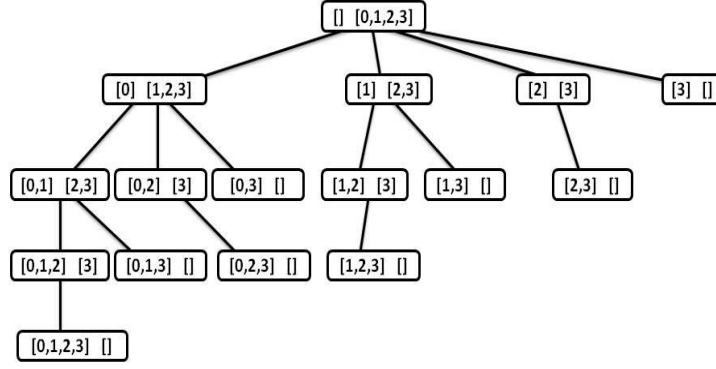 [] [0,1,2,3]
[0] [1,2,3] [1] [2,3] [2] [3] [3] []
[0,1] [2,3] [0,2] [3] [0,3] [] [1,2] [3] [1,3] [] [2,3] []
[0,1,2] [3] [0,1,3] [] [0,2,3] [] [1,2,3] []
[0,1,2,3] []